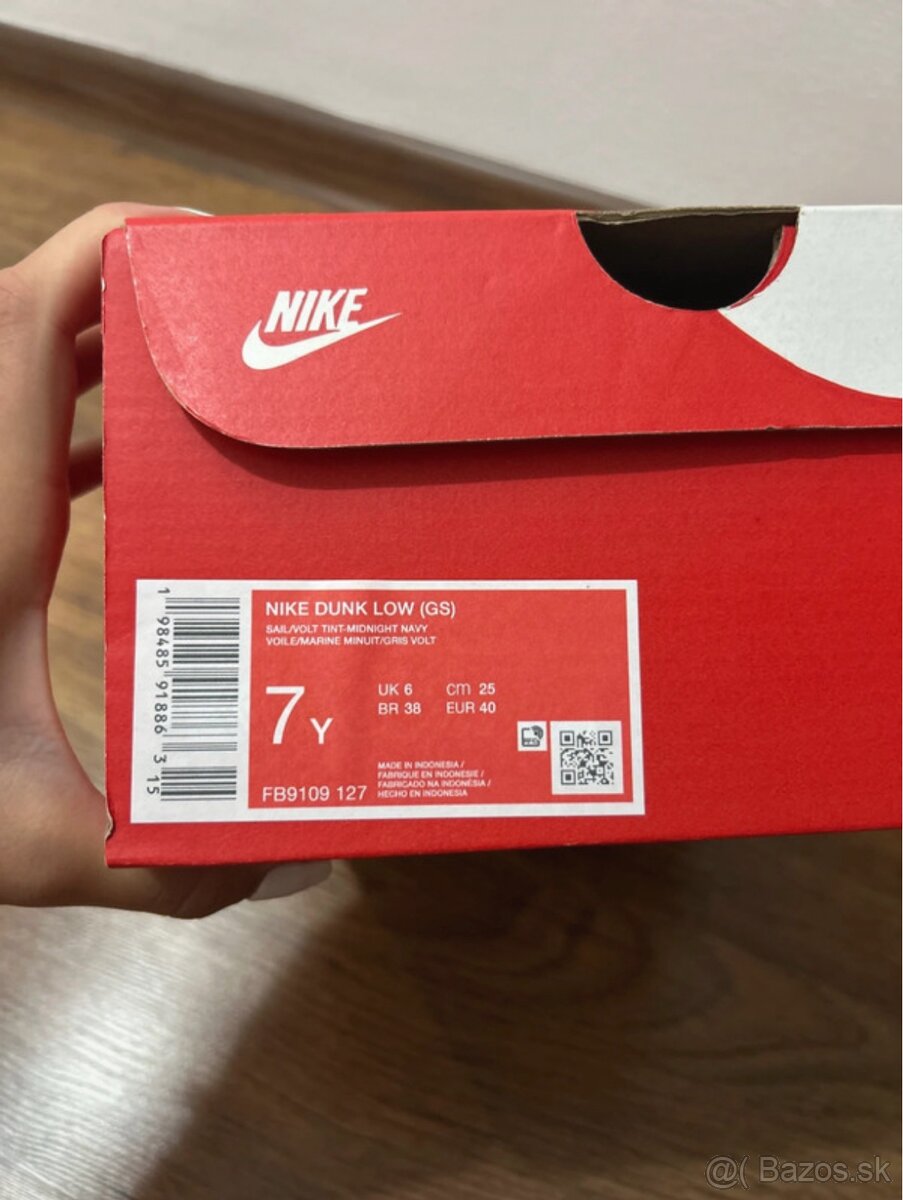 NIKE
NIKE DUNK LOW (GS)
SAIL/VOLT TINT-MIDNIGHT NAVY
VOILE/MARINE MINUIT/GRIS VOLT
7Y
UK 6 cm 25
BR 38 EUR 40
MADE IN INDONESIA /
FABRIQUE EN INDONESIE /
FABRICADO NA INDONÉSIA /
HECHO EN INDONESIA
FB9109 127
1 98485 91886 3 15
@( Bazos.sk